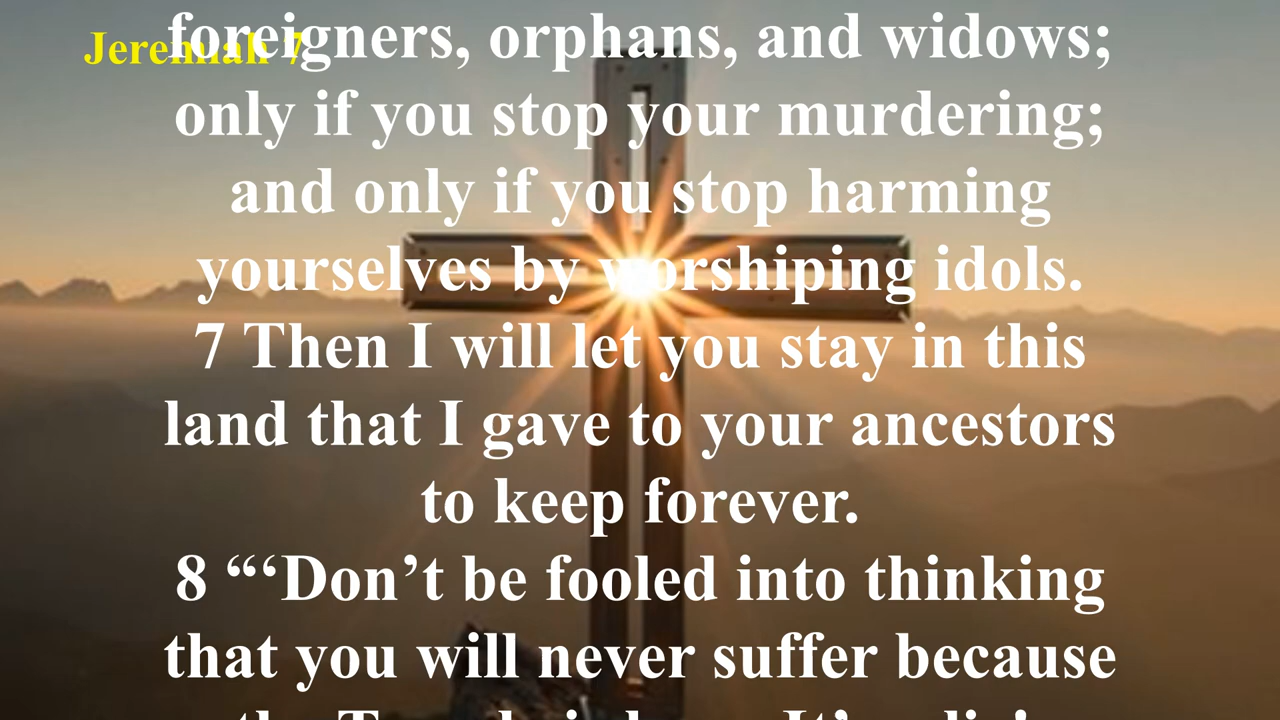 Jeremiah 7
foreigners, orphans, and widows;
only if you stop your murdering;
and only if you stop harming
yourselves by worshiping idols.
7 Then I will let you stay in this
land that I gave to your ancestors
to keep forever.
8 “‘Don’t be fooled into thinking
that you will never suffer because